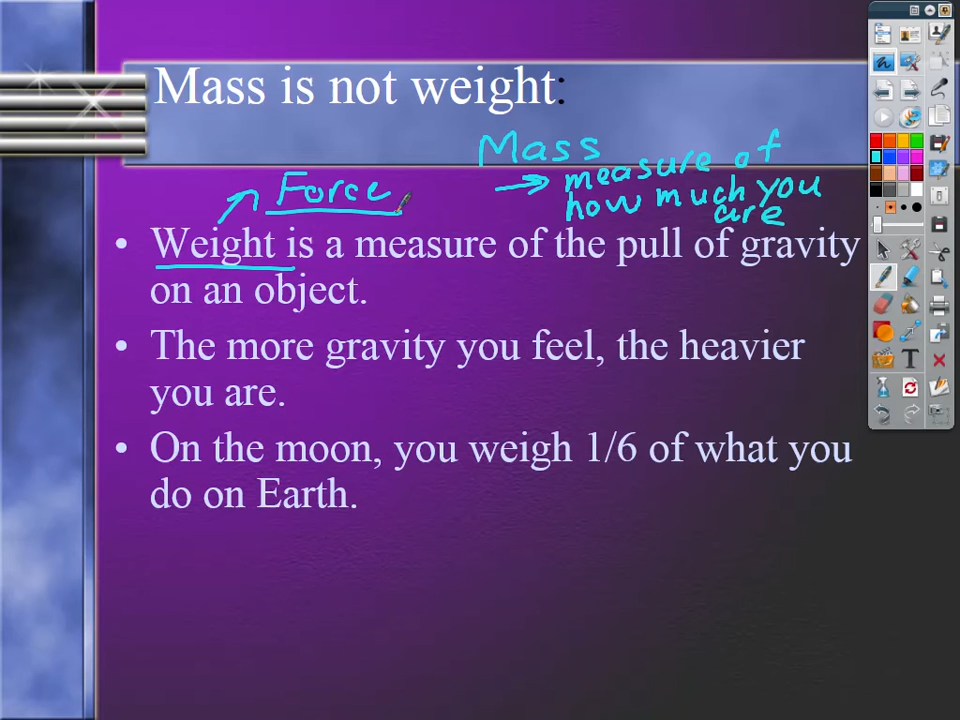 Mass is not weight:
Mass
→ measure of
how much you
are
Force
• Weight is a measure of the pull of gravity
on an object.
• The more gravity you feel, the heavier
you are.
• On the moon, you weigh 1/6 of what you
do on Earth.
T